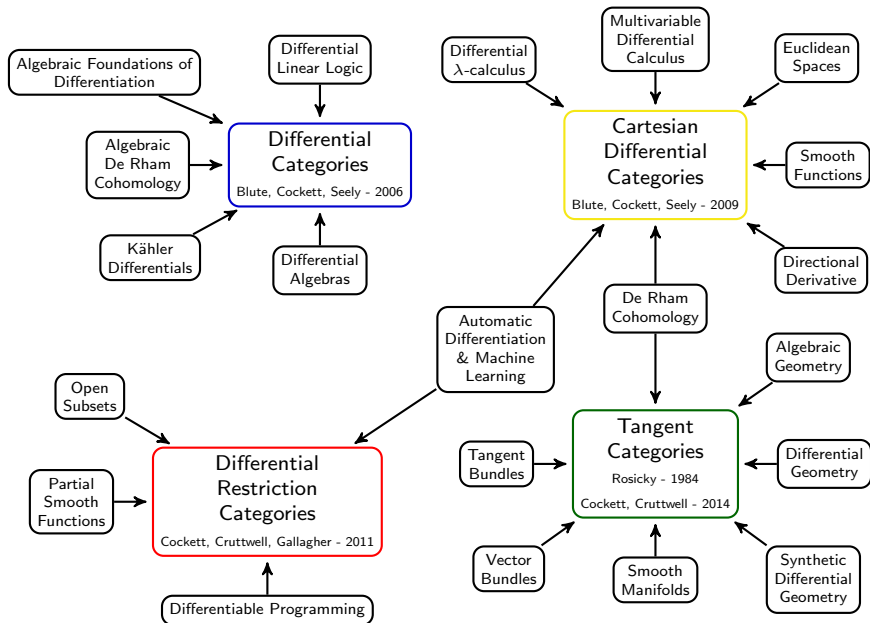 Algebraic Foundations of
Differentiation
Differential
Linear Logic
Differential
λ-calculus
Multivariable
Differential
Calculus
Euclidean
Spaces
Algebraic
De Rham
Cohomology
Differential
Categories
Blute, Cockett, Seely - 2006
Cartesian
Differential
Categories
Blute, Cockett, Seely - 2009
Smooth
Functions
Kähler
Differentials
Differential
Algebras
Directional
Derivative
Automatic
Differentiation
& Machine
Learning
De Rham
Cohomology
Algebraic
Geometry
Open
Subsets
Partial
Smooth
Functions
Differential
Restriction
Categories
Cockett, Cruttwell, Gallagher - 2011
Tangent
Bundles
Tangent
Categories
Rosicky - 1984
Cockett, Cruttwell - 2014
Differential
Geometry
Differentiable Programming
Vector
Bundles
Smooth
Manifolds
Synthetic
Differential
Geometry